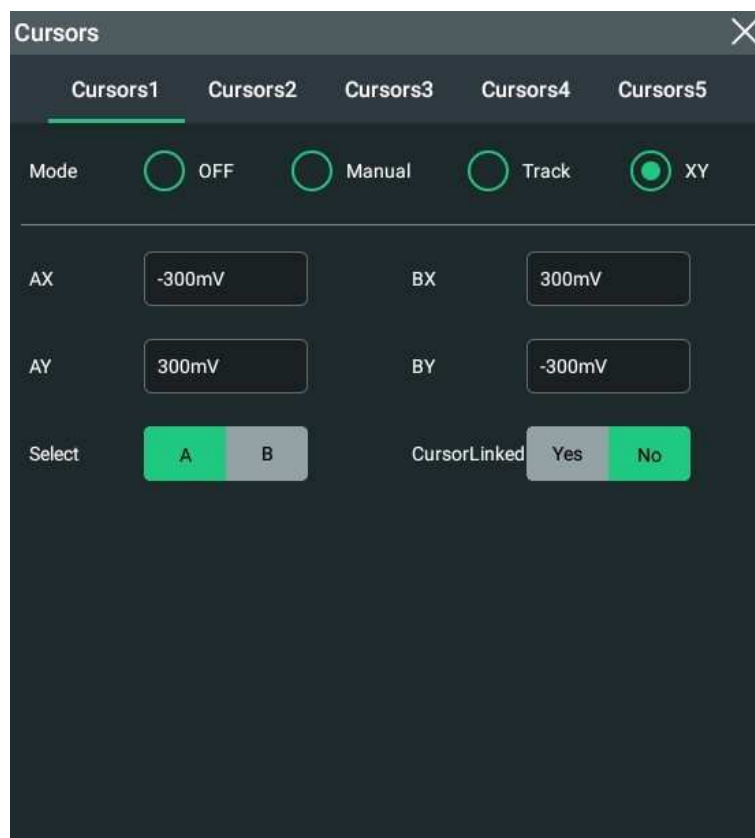 Cursors
Cursors1 Cursors2 Cursors3 Cursors4 Cursors5
Mode OFF Manual Track XY
AX -300mV BX 300mV
AY 300mV BY -300mV
Select A B CursorLinked Yes No